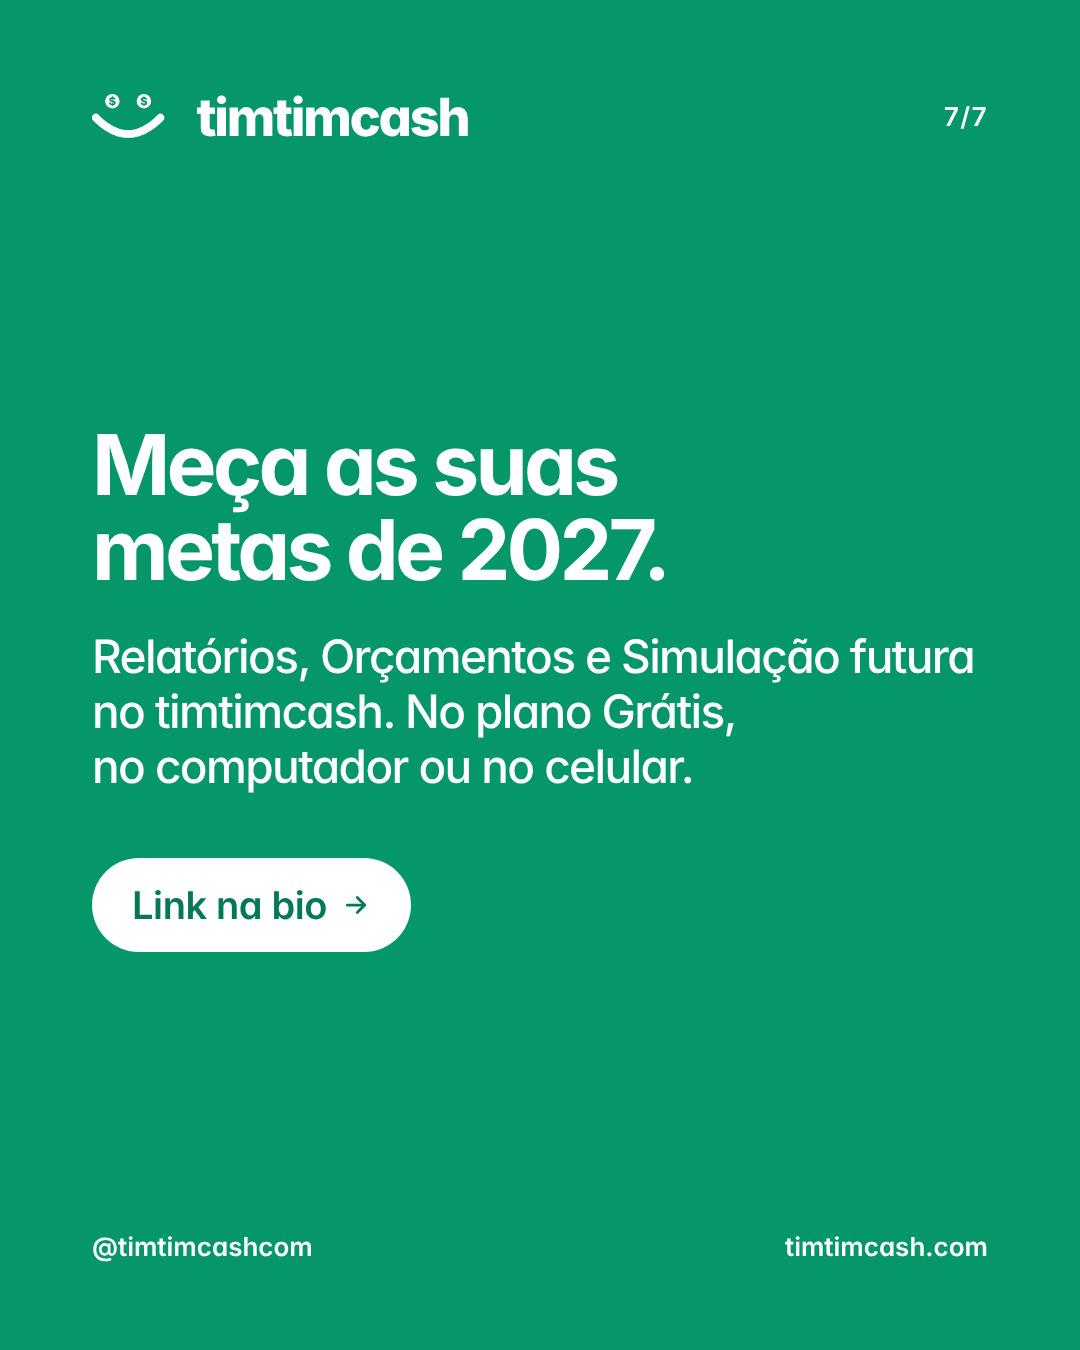 timtimcash
7/7
Meça as suas
metas de 2027.
Relatórios, Orçamentos e Simulação futura
no timtimcash. No plano Grátis,
no computador ou no celular.
Link na bio →
@timtimcashcom
timtimcash.com